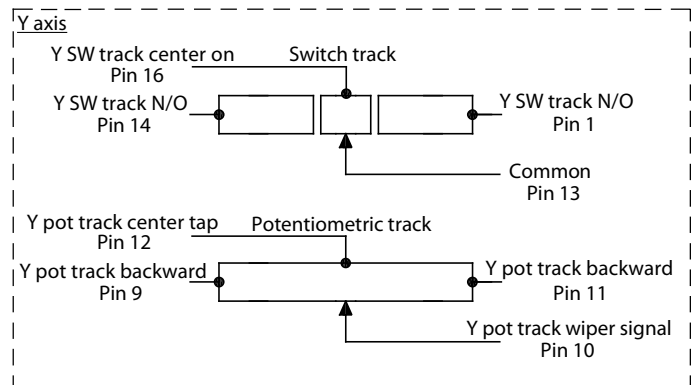 Y axis
Y SW track center on
Pin 16
Switch track
Y SW track N/O
Pin 14
Y SW track N/O
Pin 1
Common
Pin 13
Y pot track center tap
Pin 12
Potentiometric track
Y pot track backward
Pin 9
Y pot track backward
Pin 11
Y pot track wiper signal
Pin 10